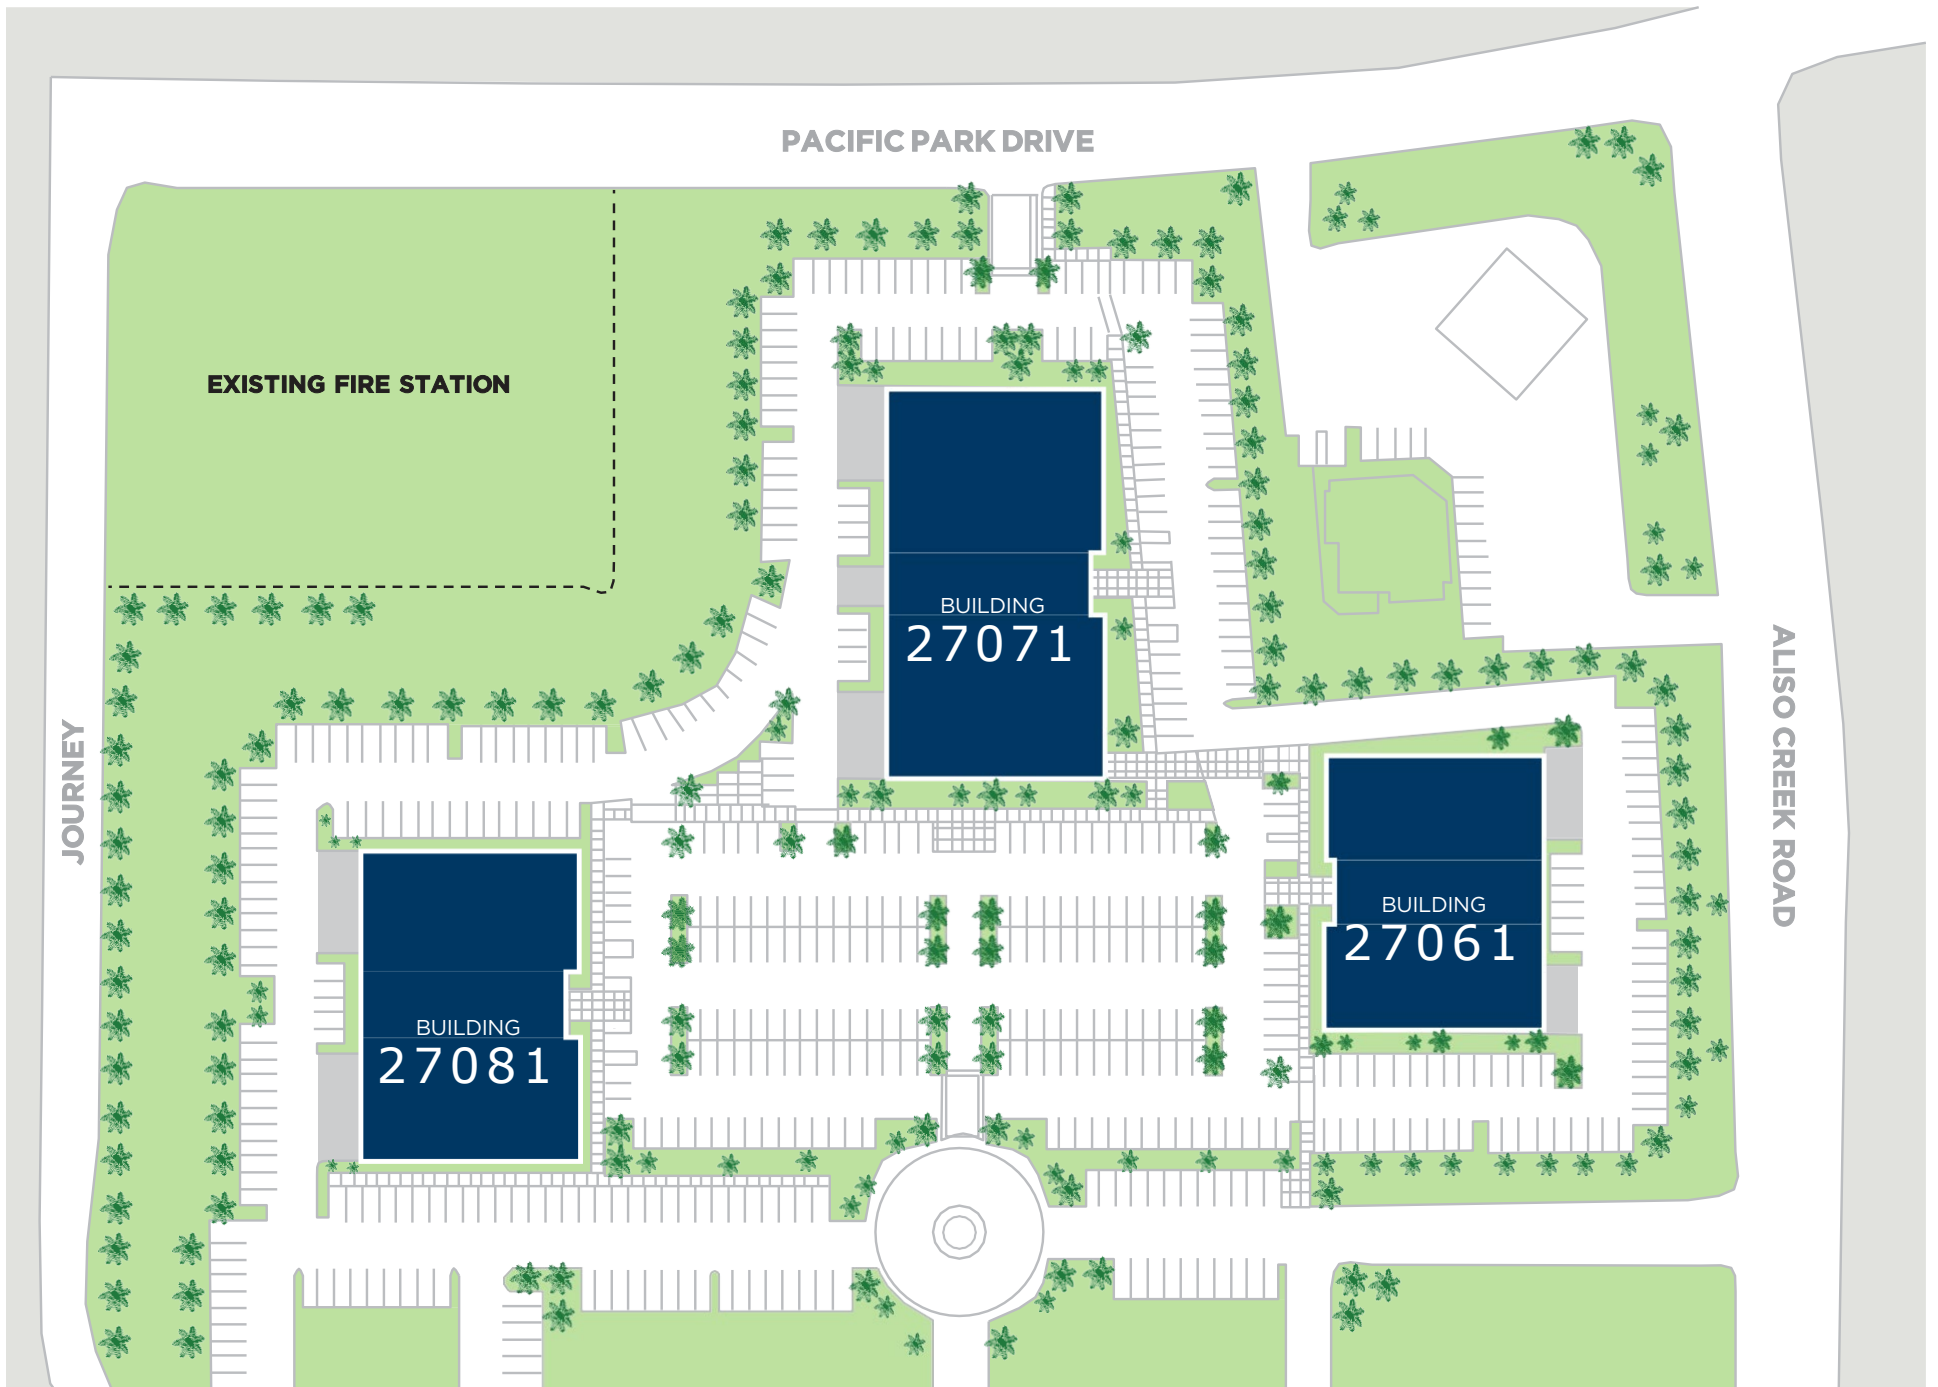 PACIFIC PARK DRIVE
EXISTING FIRE STATION
BUILDING
27071
JOURNEY
ALISO CREEK ROAD
BUILDING
27061
BUILDING
27081